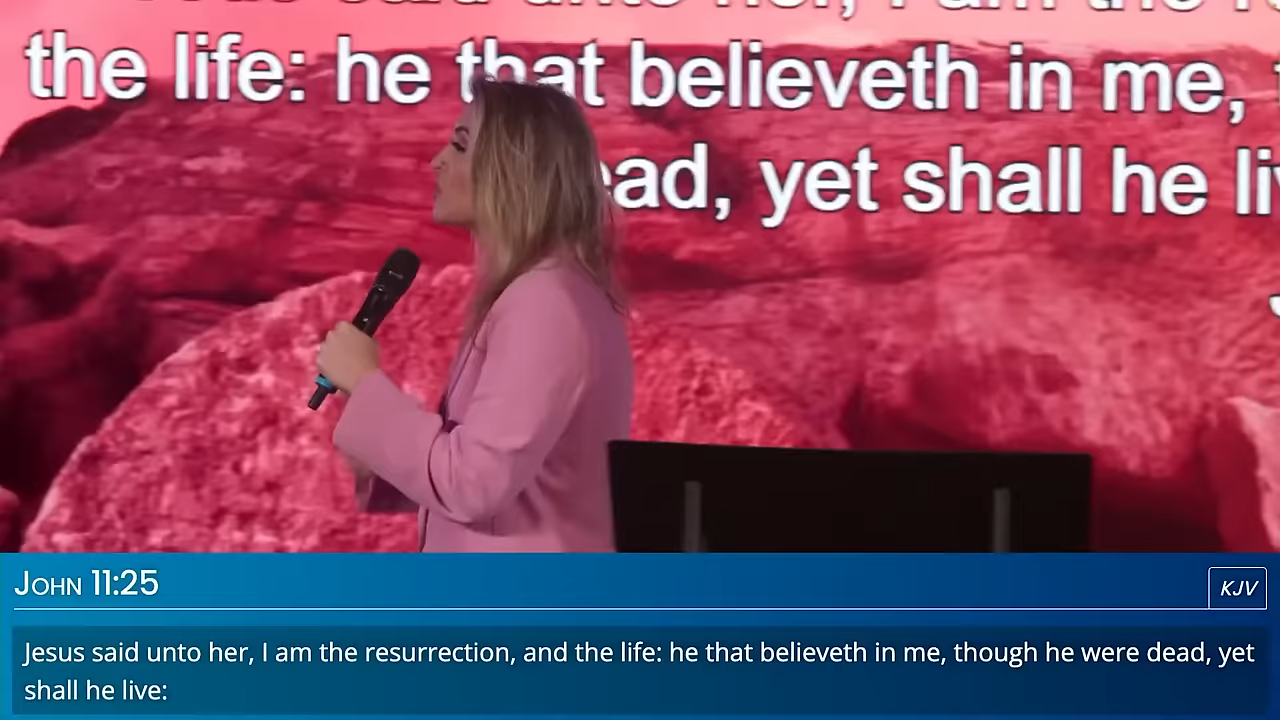 the life: he that believeth in me,
ead, yet shall he li
John 11:25
KJV
Jesus said unto her, I am the resurrection, and the life: he that believeth in me, though he were dead, yet
shall he live: